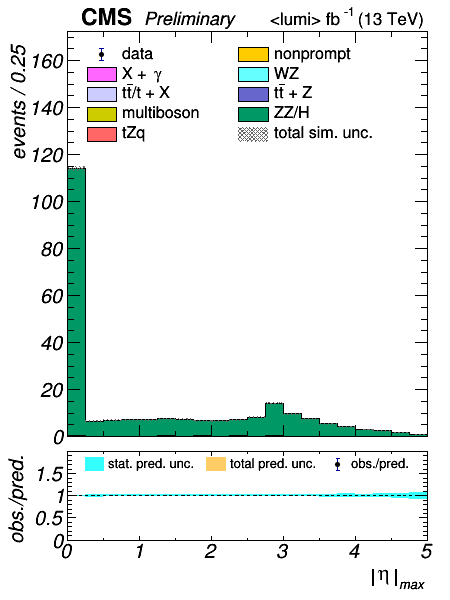 CMS Preliminary <lumi> fb⁻¹ (13 TeV)
events / 0.25
160
140
120
100
80
60
40
20
0
data
nonprompt
X + γ
WZ
tt̄/t + X
tt̄ + Z
multiboson
ZZ/H
tZq
total sim. unc.
obs./pred.
1.5
1
0.5
0
stat. pred. unc.
total pred. unc.
obs./pred.
0 1 2 3 4 5
|η|max